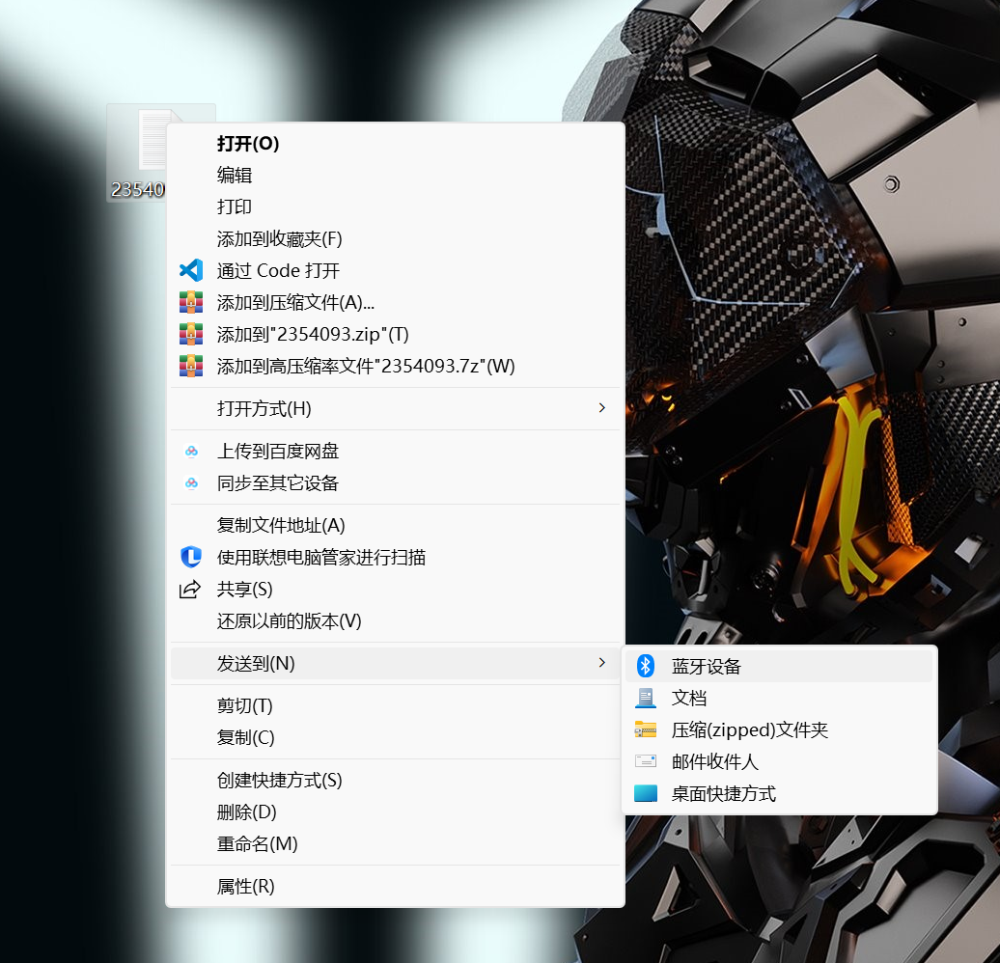 23540
打开(O)
编辑
打印
添加到收藏夹(F)
通过 Code 打开
添加到压缩文件(A)...
添加到"2354093.zip"(T)
添加到高压缩率文件"2354093.7z"(W)
打开方式(H)
上传到百度网盘
同步至其它设备
复制文件地址(A)
使用联想电脑管家进行扫描
共享(S)
还原以前的版本(V)
发送到(N)
剪切(T)
复制(C)
创建快捷方式(S)
删除(D)
重命名(M)
属性(R)
蓝牙设备
文档
压缩(zipped)文件夹
邮件收件人
桌面快捷方式